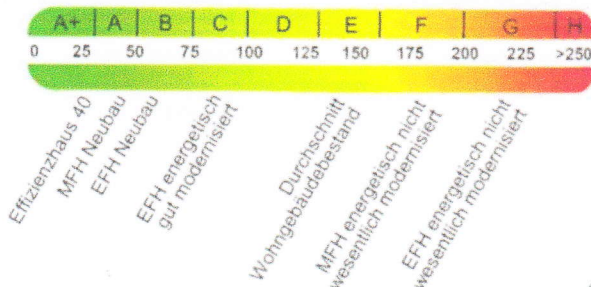 A+ A B C D E F G H
0 25 50 75 100 125 150 175 200 225 >250
Effizienzhaus 40
MFH Neubau
EFH Neubau
EFH energetisch
gut modernisiert
Durchschnitt
Wohngebäudebestand
MFH energetisch nicht
wesentlich modernisiert
EFH energetisch nicht
wesentlich modernisiert